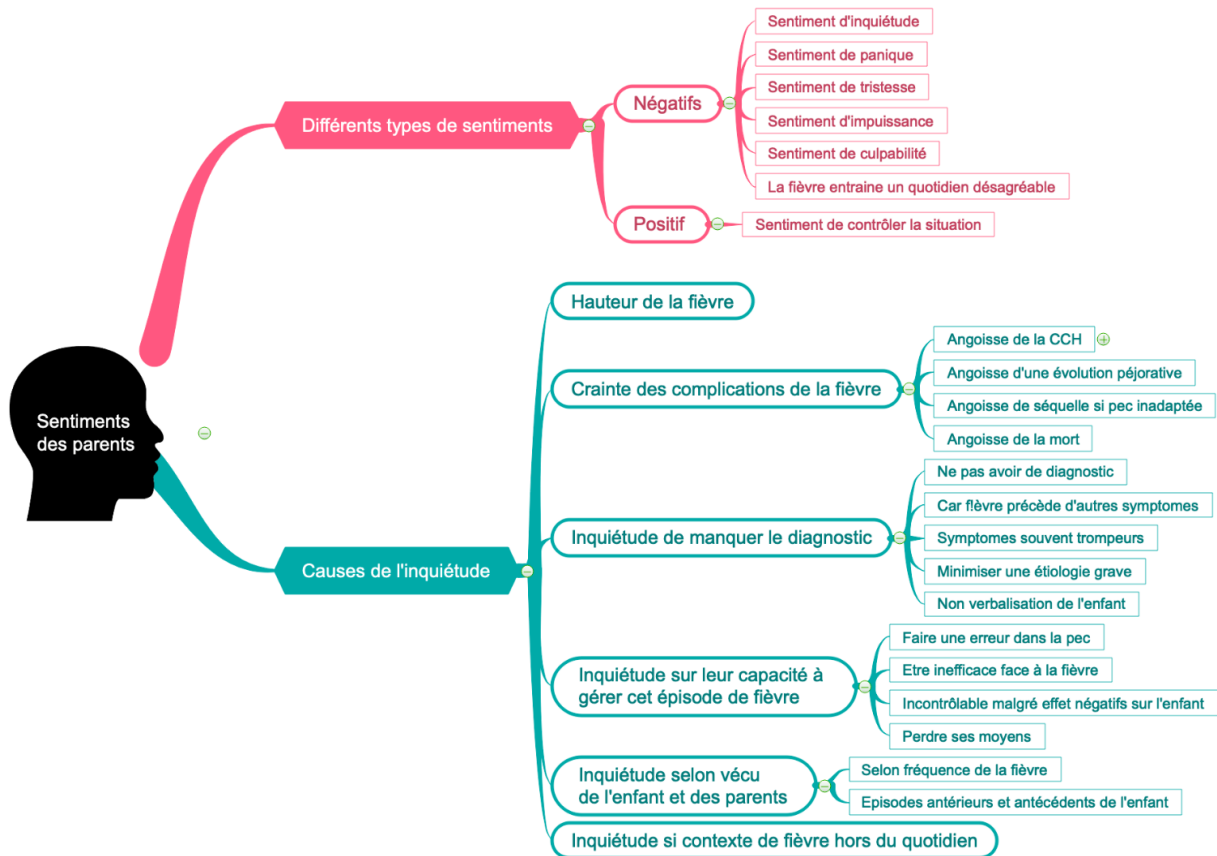 Sentiments
des parents
Différents types de sentiments
Négatifs
Sentiment d'inquiétude
Sentiment de panique
Sentiment de tristesse
Sentiment d'impuissance
Sentiment de culpabilité
La fièvre entraine un quotidien désagréable
Positif
Sentiment de contrôler la situation
Causes de l'inquiétude
Hauteur de la fièvre
Crainte des complications de la fièvre
Angoisse de la CCH
Angoisse d'une évolution péjorative
Angoisse de séquelle si pec inadaptée
Angoisse de la mort
Inquiétude de manquer le diagnostic
Ne pas avoir de diagnostic
Car fièvre précède d'autres symptomes
Symptomes souvent trompeurs
Minimiser une étiologie grave
Non verbalisation de l'enfant
Inquiétude sur leur capacité à
gérer cet épisode de fièvre
Faire une erreur dans la pec
Etre inefficace face à la fièvre
Incontrôlable malgré effet négatifs sur l'enfant
Perdre ses moyens
Inquiétude selon vécu
de l'enfant et des parents
Selon fréquence de la fièvre
Episodes antérieurs et antécédents de l'enfant
Inquiétude si contexte de fièvre hors du quotidien